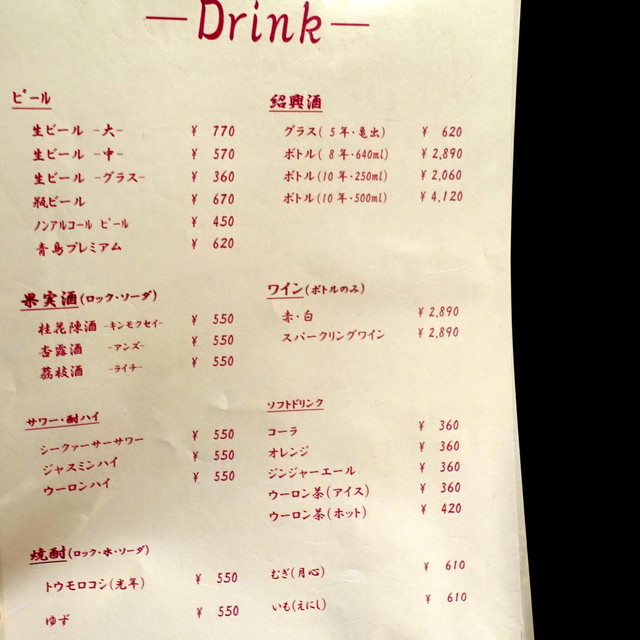 —Drink—
ビール
生ビール -大- ¥ 770
生ビール -中- ¥ 570
生ビール -グラス- ¥ 360
瓶ビール ¥ 670
ノンアルコール ビール ¥ 450
青島プレミアム ¥ 620
紹興酒
グラス( 5 年・亀出) ¥ 620
ボトル( 8 年・640ml) ¥ 2,890
ボトル(10 年・250ml) ¥ 2,060
ボトル(10 年・500ml) ¥ 4,120
果実酒(ロック・ソーダ)
桂花陳酒 -キンモクセイ- ¥ 550
杏露酒 -アンズ- ¥ 550
茘枝酒 -ライチ- ¥ 550
ワイン(ボトルのみ)
赤・白 ¥ 2,890
スパークリングワイン ¥ 2,890
サワー・酎ハイ
シークァーサーサワー ¥ 550
ジャスミンハイ ¥ 550
ウーロンハイ ¥ 550
ソフトドリンク
コーラ ¥ 360
オレンジ ¥ 360
ジンジャーエール ¥ 360
ウーロン茶(アイス) ¥ 360
ウーロン茶(ホット) ¥ 420
焼酎(ロック・水・ソーダ)
トウモロコシ(光年) ¥ 550
ゆず ¥ 550
むぎ(月心) ¥ 610
いも(えにし) ¥ 610